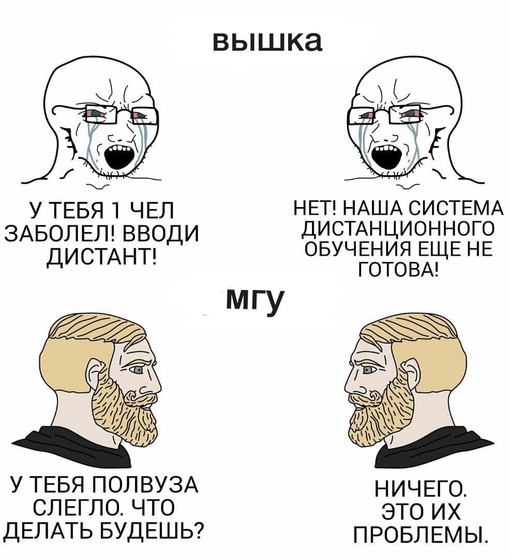 вышка
У ТЕБЯ 1 ЧЕЛ
ЗАБОЛЕЛ! ВВОДИ
ДИСТАНТ!
НЕТ! НАША СИСТЕМА
ДИСТАНЦИОННОГО
ОБУЧЕНИЯ ЕЩЕ НЕ
ГОТОВА!
мгу
У ТЕБЯ ПОЛВУЗА
СЛЕГЛО. ЧТО
ДЕЛАТЬ БУДЕШЬ?
НИЧЕГО.
ЭТО ИХ
ПРОБЛЕМЫ.